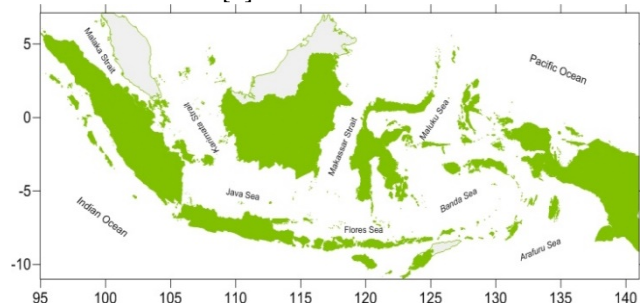 [1]
Malaka Strait
Pacific Ocean
Karimata Strait
Makassar Strait
Maluku Sea
Java Sea
Banda Sea
Indian Ocean
Flores Sea
Arafuru Sea
5
0
-5
-10
95 100 105 110 115 120 125 130 135 140